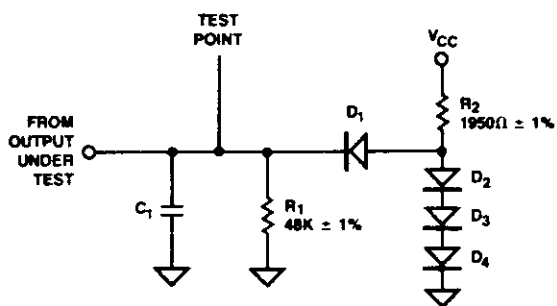 TEST
POINT
VCC
D1
R2
1950Ω ± 1%
FROM
OUTPUT
UNDER
TEST
D2
C1
R1
48K ± 1%
D3
D4